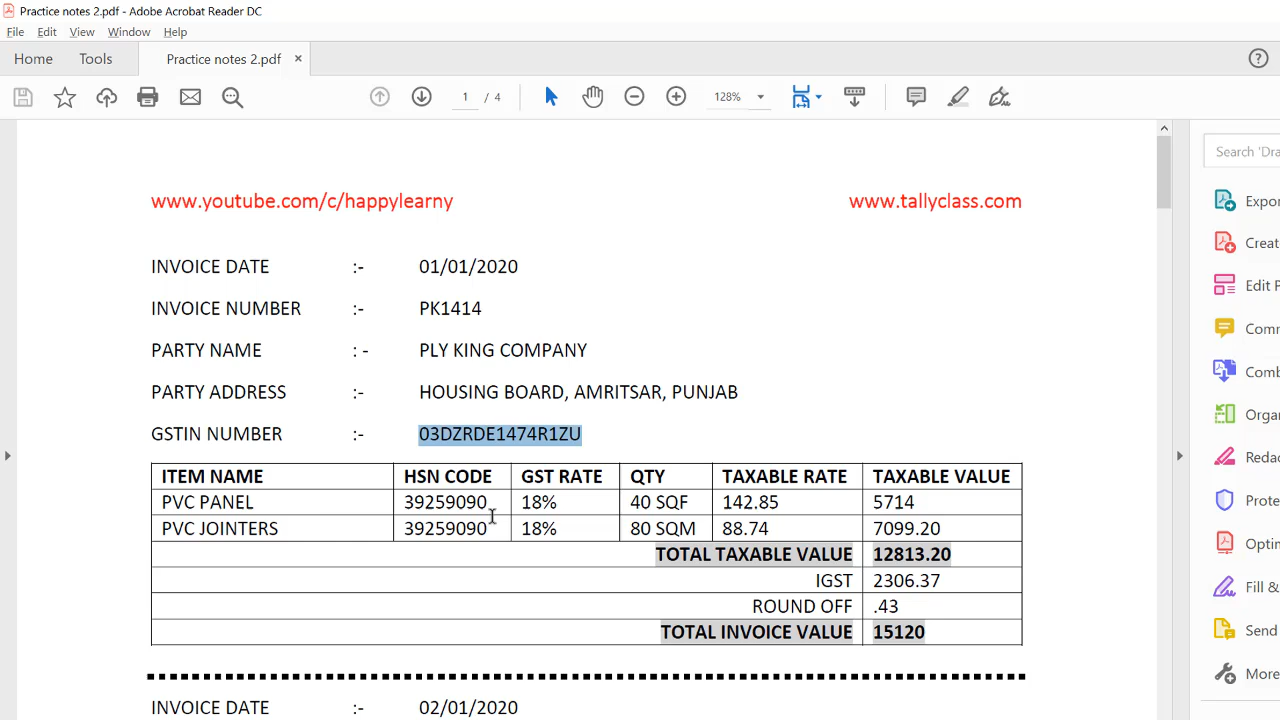 Practice notes 2.pdf - Adobe Acrobat Reader DC
File Edit View Window Help
Home Tools Practice notes 2.pdf ×
1 / 4 128%
www.youtube.com/c/happylearny www.tallyclass.com
Search 'Dra
INVOICE DATE :- 01/01/2020
INVOICE NUMBER :- PK1414
PARTY NAME : - PLY KING COMPANY
PARTY ADDRESS :- HOUSING BOARD, AMRITSAR, PUNJAB
GSTIN NUMBER :- 03DZRDE1474R1ZU
ITEM NAME HSN CODE GST RATE QTY TAXABLE RATE TAXABLE VALUE
PVC PANEL 39259090 18% 40 SQF 142.85 5714
PVC JOINTERS 39259090 18% 80 SQM 88.74 7099.20
TOTAL TAXABLE VALUE 12813.20
IGST 2306.37
ROUND OFF .43
TOTAL INVOICE VALUE 15120
INVOICE DATE :- 02/01/2020
Expor
Creat
Edit P
Comm
Comb
Organ
Redac
Prote
Optim
Fill &
Send
More